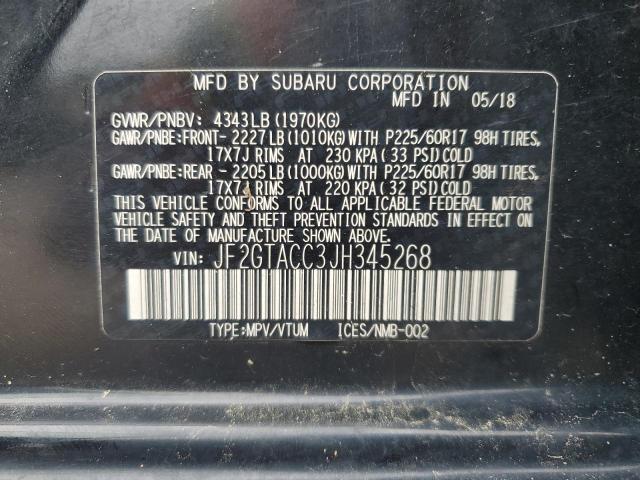 MFD BY SUBARU CORPORATION
MFD IN 05/18
GVWR/PNBV: 4343LB (1970KG)
GAWR/PNBE:FRONT- 2227LB(1010KG)WITH P225/60R17 98H TIRES,
17X7J RIMS AT 230 KPA(33 PSI)COLD
GAWR/PNBE:REAR - 2205LB(1000KG)WITH P225/60R17 98H TIRES,
17X7J RIMS AT 220 KPA(32 PSI)COLD
THIS VEHICLE CONFORMS TO ALL APPLICABLE FEDERAL MOTOR
VEHICLE SAFETY AND THEFT PREVENTION STANDARDS IN EFFECT ON
THE DATE OF MANUFACTURE SHOWN ABOVE.
VIN: JF2GTACC3JH345268
TYPE:MPV/VTUM ICES/NMB-002